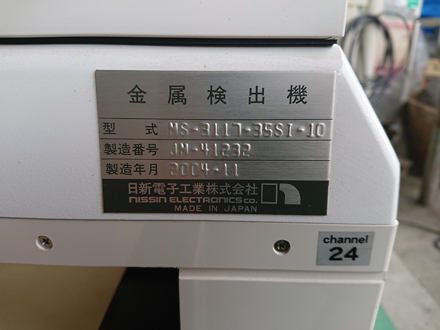 金属検出機
型式 MS-3117-35SI-10
製造番号 JN-41232
製造年月 2004-11
日新電子工業株式会社
NISSIN ELECTRONICS CO.
MADE IN JAPAN
channel
24